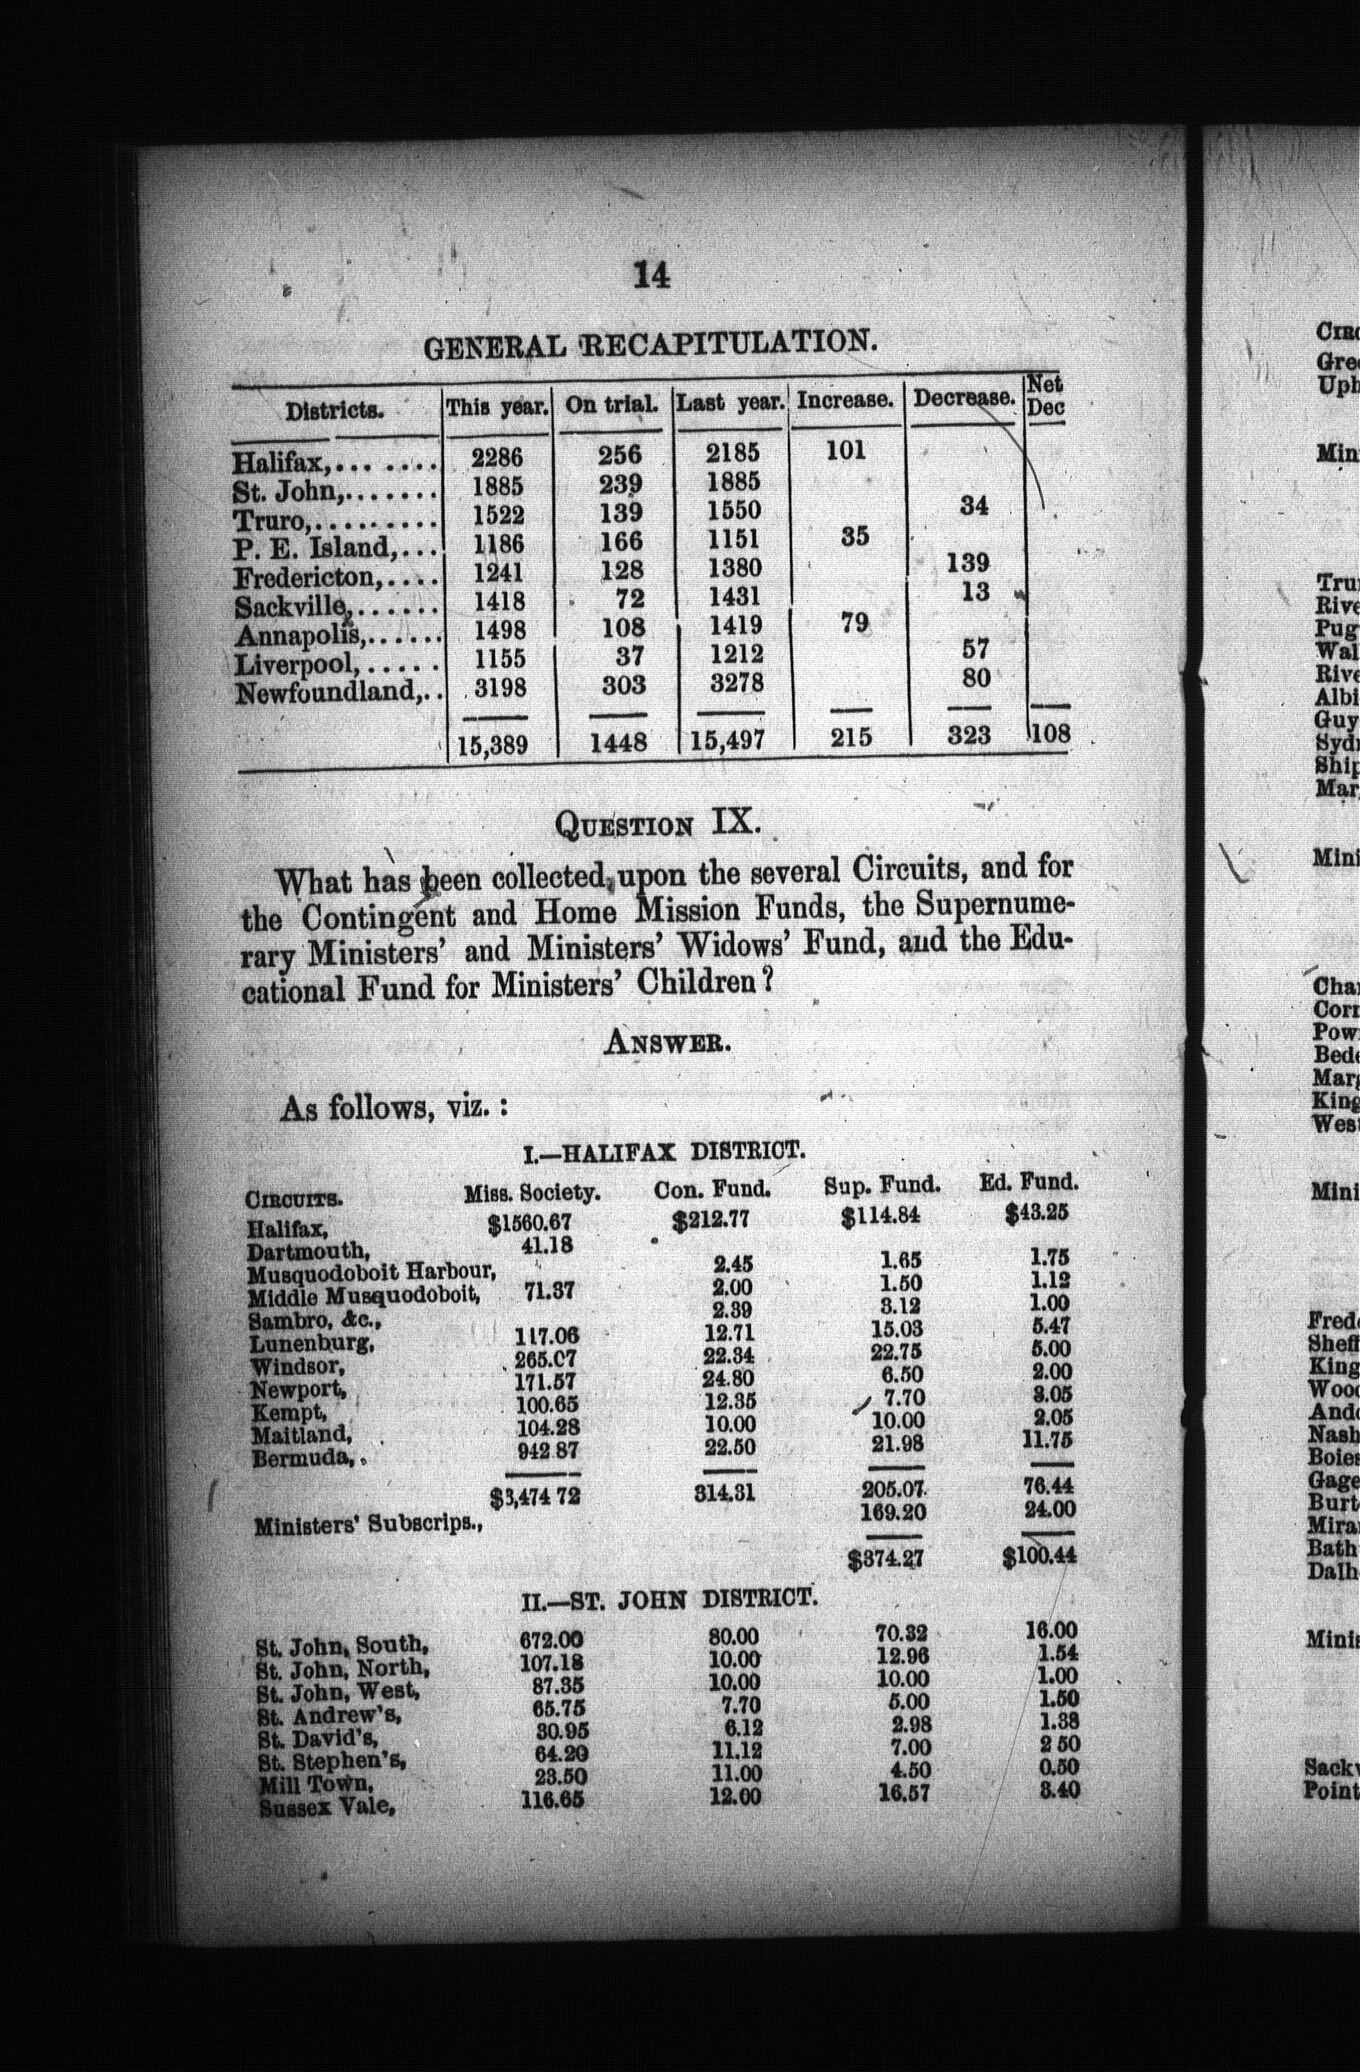 14
GENERAL RECAPITULATION.
Districts. This year. On trial. Last year. Increase. Decrease. Net Dec
Halifax,....... 2286 256 2185 101
St. John,....... 1885 239 1885
Truro,......... 1522 139 1550 34
P. E. Island,... 1186 166 1151 35
Fredericton,.... 1241 128 1380 139
Sackville,...... 1418 72 1431 13
Annapolis,...... 1498 108 1419 79
Liverpool,..... 1155 37 1212 57
Newfoundland,.. 3198 303 3278 80
15,389 1448 15,497 215 323 108
QUESTION IX.
What has been collected upon the several Circuits, and for
the Contingent and Home Mission Funds, the Supernume-
rary Ministers' and Ministers' Widows' Fund, and the Edu-
cational Fund for Ministers' Children?
ANSWER.
As follows, viz. :
I.—HALIFAX DISTRICT.
CIRCUITS. Miss. Society. Con. Fund. Sup. Fund. Ed. Fund.
Halifax, $1560.67 $212.77 $114.84 $43.25
Dartmouth, 41.18
Musquodoboit Harbour, 2.45 1.65 1.75
Middle Musquodoboit, 71.37 2.00 1.50 1.12
Sambro, &c., 2.39 3.12 1.00
Lunenburg, 117.06 12.71 15.03 5.47
Windsor, 265.07 22.34 22.75 5.00
Newport, 171.57 24.80 6.50 2.00
Kempt, 100.65 12.35 7.70 3.05
Maitland, 104.28 10.00 10.00 2.05
Bermuda, 942 87 22.50 21.98 11.75
$3,474 72 314.31 205.07 76.44
Ministers' Subscrips., 169.20 24.00
$374.27 $100.44
II.—ST. JOHN DISTRICT.
St. John, South, 672.00 80.00 70.32 16.00
St. John, North, 107.18 10.00 12.96 1.54
St. John, West, 87.35 10.00 10.00 1.00
St. Andrew's, 65.75 7.70 5.00 1.50
St. David's, 30.95 6.12 2.98 1.38
St. Stephen's, 64.20 11.12 7.00 2 50
Mill Town, 23.50 11.00 4.50 0.50
Sussex Vale, 116.65 12.00 16.57 3.40